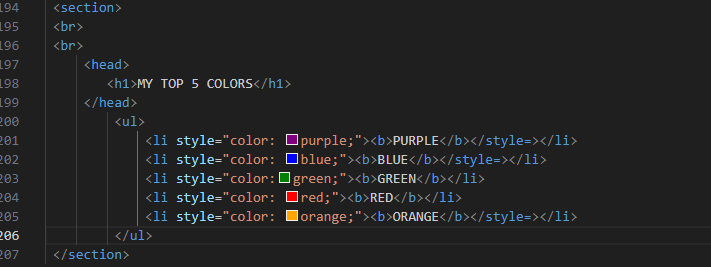 194 <section>
195 <br>
196 <br>
197 <head>
198 <h1>MY TOP 5 COLORS</h1>
199 </head>
200 <ul>
201 <li style="color: purple;"><b>PURPLE</b></style=></li>
202 <li style="color: blue;"><b>BLUE</b></style=></li>
203 <li style="color: green;"><b>GREEN</b></li>
204 <li style="color: red;"><b>RED</b></li>
205 <li style="color: orange;"><b>ORANGE</b></style=></li>
206 </ul>
207 </section>